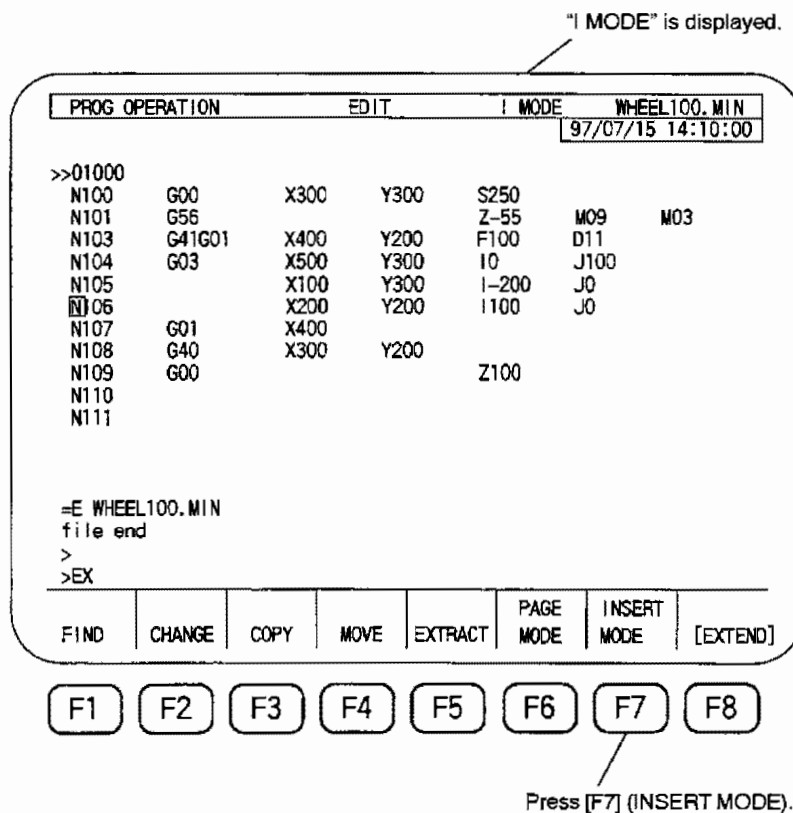 "I MODE" is displayed.
PROG OPERATION EDIT I MODE WHEEL100.MIN
97/07/15 14:10:00
>>O1000
N100 G00 X300 Y300 S250
N101 G56 Z-55 M09 M03
N103 G41G01 X400 Y200 F100 D11
N104 G03 X500 Y300 I0 J100
N105 X100 Y300 I-200 J0
N106 X200 Y200 I100 J0
N107 G01 X400
N108 G40 X300 Y200
N109 G00 Z100
N110
N111
=E WHEEL100.MIN
file end
>
>EX
FIND CHANGE COPY MOVE EXTRACT PAGE MODE INSERT MODE [EXTEND]
F1 F2 F3 F4 F5 F6 F7 F8
Press [F7] (INSERT MODE).